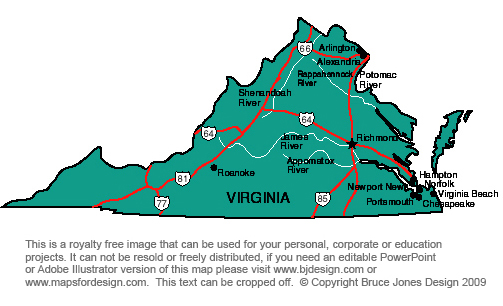 66
Arlington
Alexandria
Rappahannock
River
Potomac
River
Shenandoah
River
64
64
James
River
Richmond
Appomatox
River
Roanoke
81
77
VIRGINIA
85
Hampton
Newport New
Norfolk
Virginia Beach
Portsmouth
Chesapeake
This is a royalty free image that can be used for your personal, corporate or education
projects. It can not be resold or freely distributed, if you need an editable PowerPoint
or Adobe Illustrator version of this map please visit www.bjdesign.com or
www.mapsfordesign.com. This text can be cropped off. © Copyright Bruce Jones Design 2009